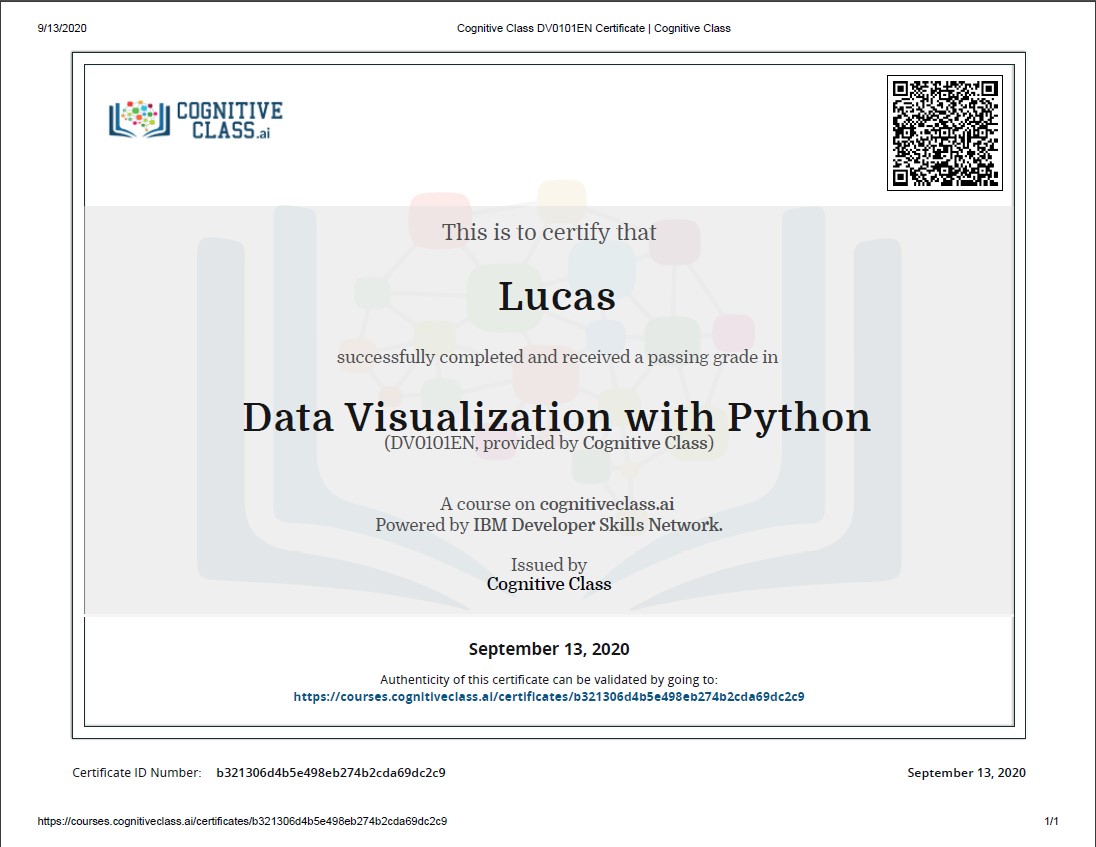 9/13/2020
Cognitive Class DV0101EN Certificate | Cognitive Class
COGNITIVE
CLASS.ai
This is to certify that
Lucas
successfully completed and received a passing grade in
Data Visualization with Python
(DV0101EN, provided by Cognitive Class)
A course on cognitiveclass.ai
Powered by IBM Developer Skills Network.
Issued by
Cognitive Class
September 13, 2020
Authenticity of this certificate can be validated by going to:
https://courses.cognitiveclass.ai/certificates/b321306d4b5e498eb274b2cda69dc2c9
Certificate ID Number: b321306d4b5e498eb274b2cda69dc2c9
September 13, 2020
https://courses.cognitiveclass.ai/certificates/b321306d4b5e498eb274b2cda69dc2c9
1/1